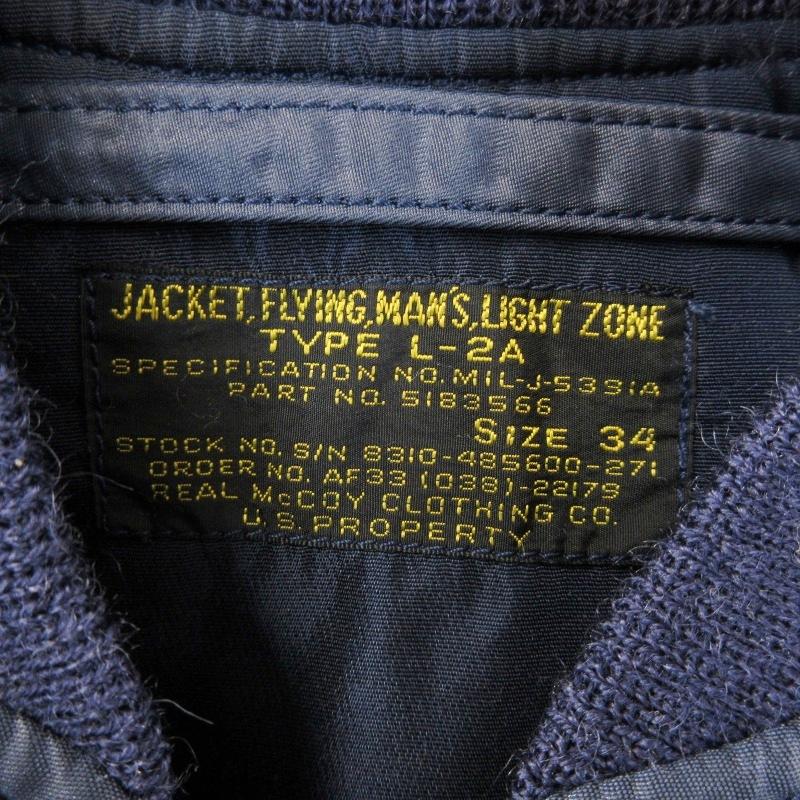 JACKET, FLYING, MAN'S, LIGHT ZONE
TYPE L-2A
SPECIFICATION NO. MIL-J-5391A
PART NO. 5183566
SIZE 34
STOCK NO. S/N 8310-485600-271
ORDER NO. AF33 (038)-22175
REAL McCOY CLOTHING CO.
U.S. PROPERTY